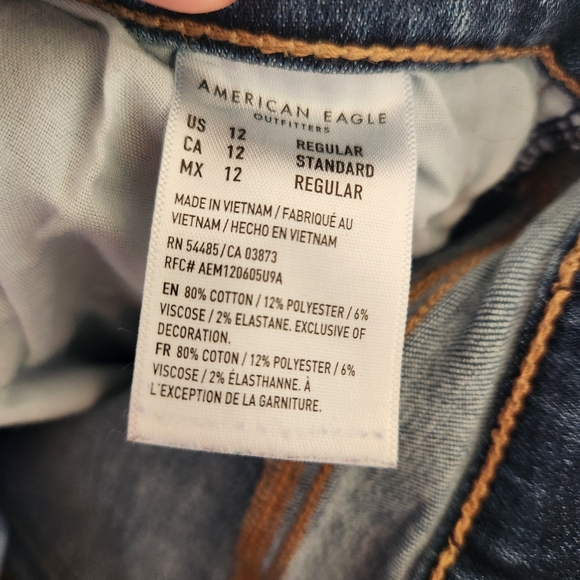 AMERICAN EAGLE
OUTFITTERS
US 12 REGULAR
CA 12 STANDARD
MX 12 REGULAR
MADE IN VIETNAM / FABRIQUÉ AU
VIETNAM / HECHO EN VIETNAM
RN 54485 / CA 03873
RFC# AEM120605U9A
EN 80% COTTON / 12% POLYESTER / 6%
VISCOSE / 2% ELASTANE. EXCLUSIVE OF
DECORATION.
FR 80% COTON / 12% POLYESTER / 6%
VISCOSE / 2% ÉLASTHANNE. À
L'EXCEPTION DE LA GARNITURE.